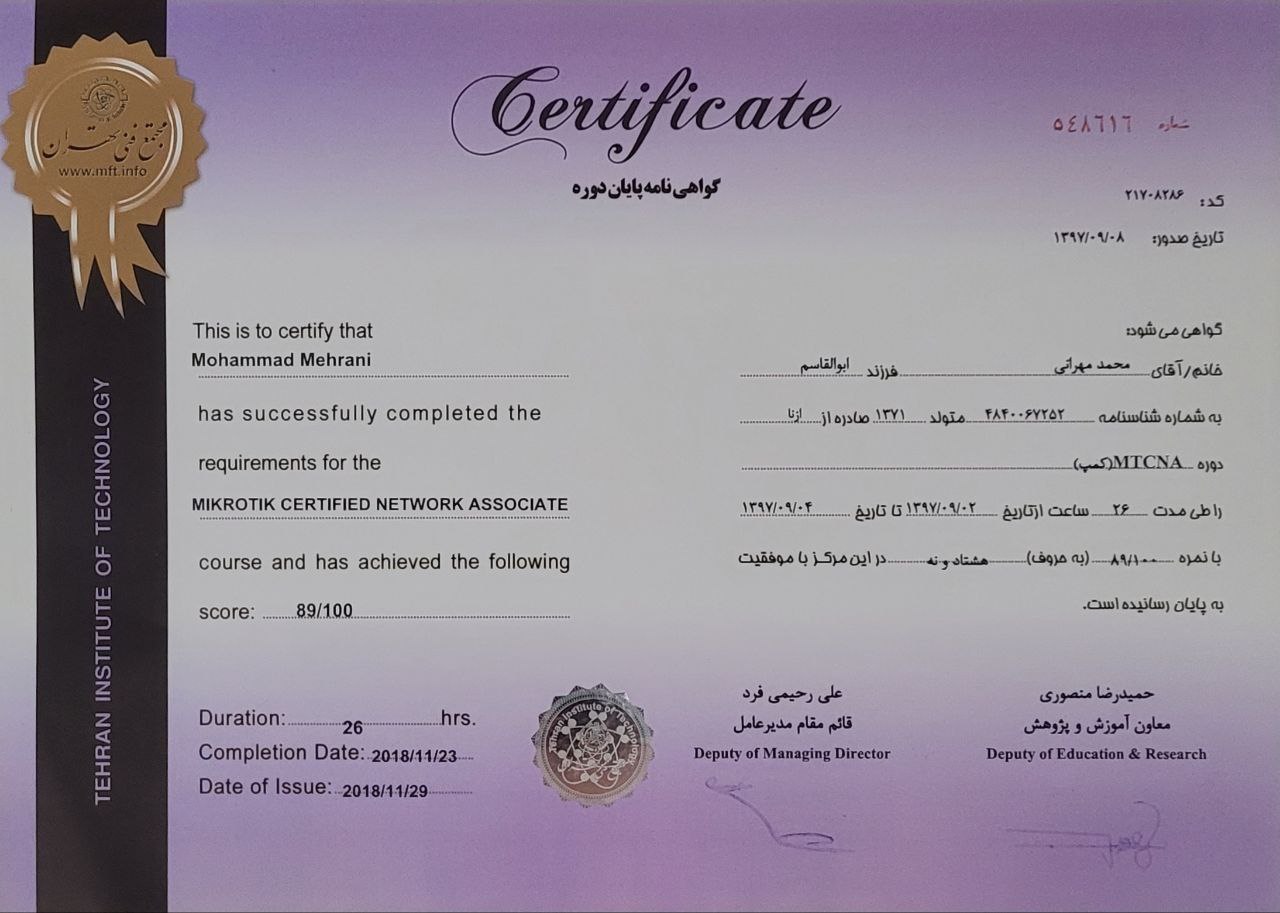 Certificate
گواهی‌نامه پایان دوره
شماره ٥٤٨٦١٦
کد: ۲۱۷۰۸۲۸۶
تاریخ صدور: ۱۳۹۷/۰۹/۰۸
مجتمع فنی تهران
www.mft.info
TEHRAN INSTITUTE OF TECHNOLOGY
This is to certify that
Mohammad Mehrani
has successfully completed the
requirements for the
MIKROTIK CERTIFIED NETWORK ASSOCIATE
course and has achieved the following
score: 89/100
Duration: 26 hrs.
Completion Date: 2018/11/23
Date of Issue: 2018/11/29
گواهی می شود:
خانم/آقای محمد مهرانی فرزند ابوالقاسم
به شماره شناسنامه ۴۸۴۰۰۶۷۲۵۲ متولد ۱۳۷۱ صادره از ازنا
دوره MTCNA(کمپ)
را طی مدت ۲۶ ساعت از تاریخ ۱۳۹۷/۰۹/۰۲ تا تاریخ ۱۳۹۷/۰۹/۰۴
با نمره ۸۹/۱۰۰ (به حروف) هشتاد و نه در این مرکز با موفقیت
به پایان رسانیده است.
Tehran Institute of Technology
علی رحیمی فرد
قائم مقام مدیرعامل
Deputy of Managing Director
حمیدرضا منصوری
معاون آموزش و پژوهش
Deputy of Education & Research